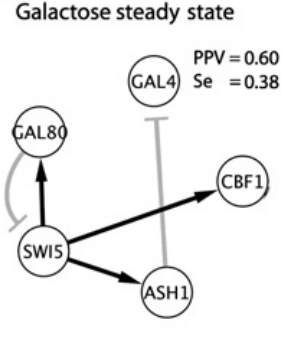 Galactose steady state
PPV = 0.60
GAL4 Se = 0.38
GAL80
CBF1
SWI5
ASH1